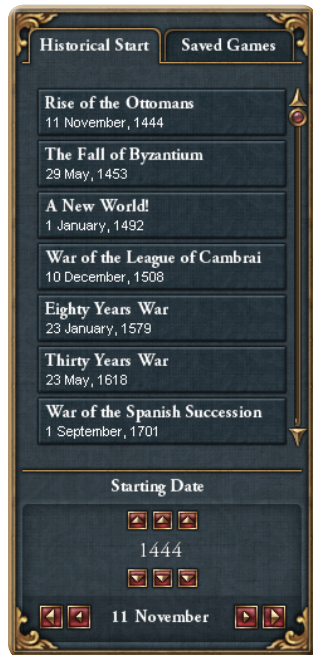 Historical Start
Saved Games
Rise of the Ottomans
11 November, 1444
The Fall of Byzantium
29 May, 1453
A New World!
1 January, 1492
War of the League of Cambrai
10 December, 1508
Eighty Years War
23 January, 1579
Thirty Years War
23 May, 1618
War of the Spanish Succession
1 September, 1701
Starting Date
1444
11 November